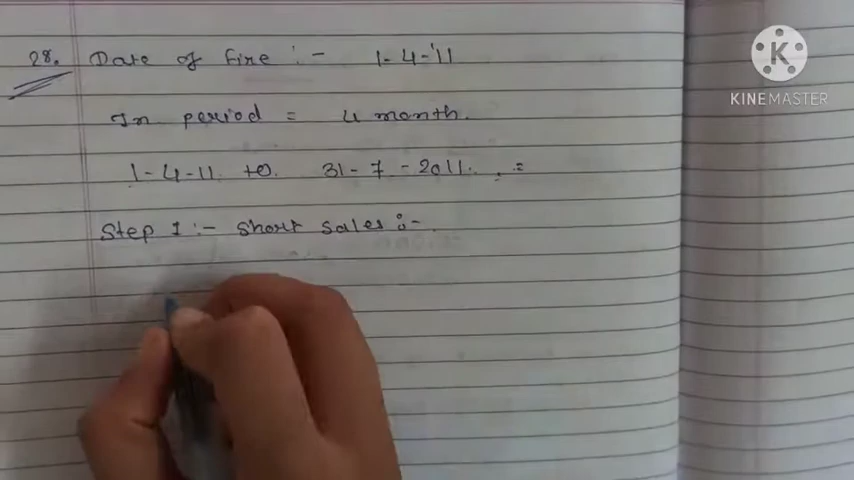 28. Date of Fire :- 1-4-'11
In period = 4 month.
1-4-11. to. 31-7-2011. =
Step 1 :- Short sales :-
KINEMASTER